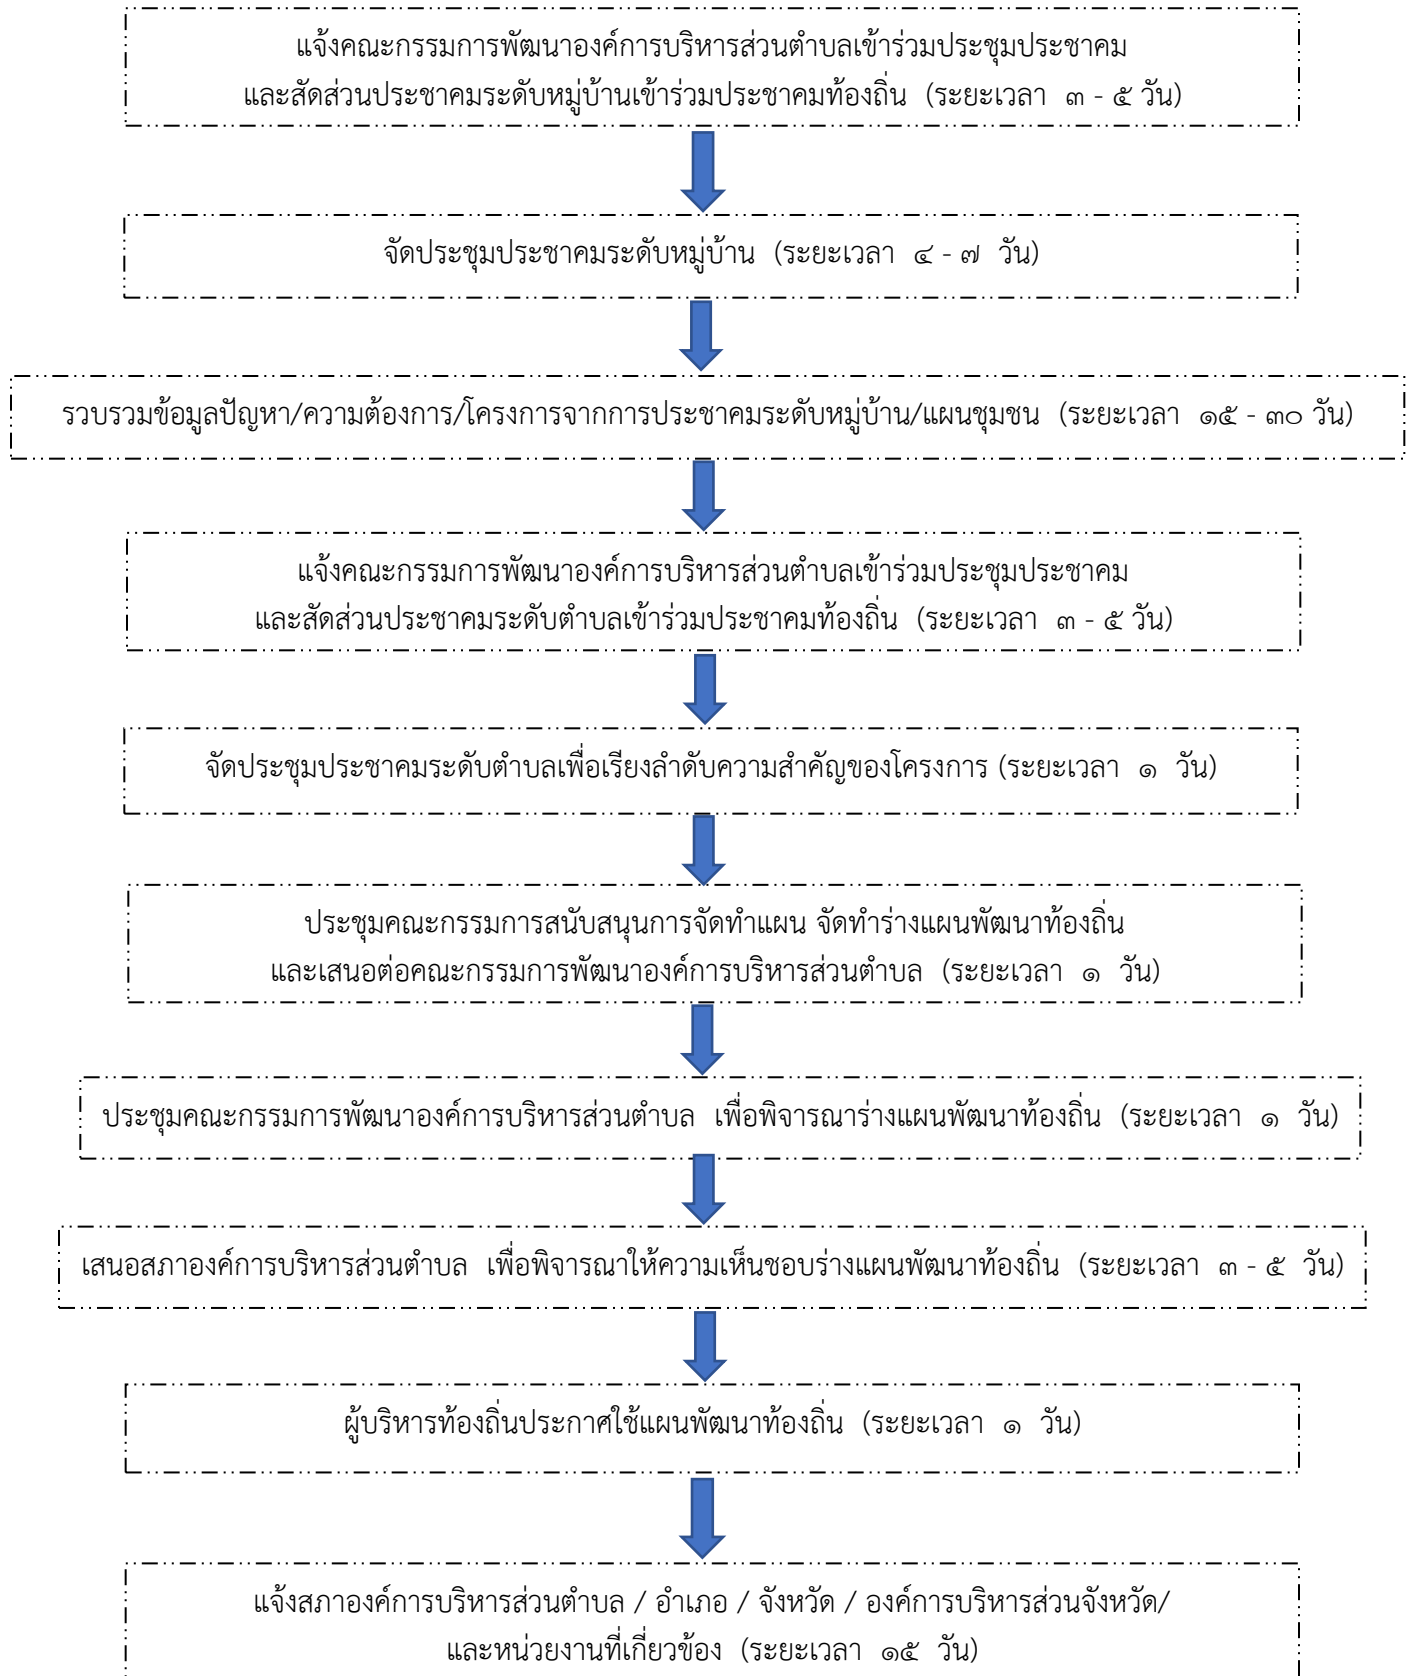 แจ้งคณะกรรมการพัฒนาองค์การบริหารส่วนตำบลเข้าร่วมประชุมประชาคม
และสัดส่วนประชาคมระดับหมู่บ้านเข้าร่วมประชาคมท้องถิ่น (ระยะเวลา ๓ - ๕ วัน)
จัดประชุมประชาคมระดับหมู่บ้าน (ระยะเวลา ๔ - ๗ วัน)
รวบรวมข้อมูลปัญหา/ความต้องการ/โครงการจากการประชาคมระดับหมู่บ้าน/แผนชุมชน (ระยะเวลา ๑๕ - ๓๐ วัน)
แจ้งคณะกรรมการพัฒนาองค์การบริหารส่วนตำบลเข้าร่วมประชุมประชาคม
และสัดส่วนประชาคมระดับตำบลเข้าร่วมประชาคมท้องถิ่น (ระยะเวลา ๓ - ๕ วัน)
จัดประชุมประชาคมระดับตำบลเพื่อเรียงลำดับความสำคัญของโครงการ (ระยะเวลา ๑ วัน)
ประชุมคณะกรรมการสนับสนุนการจัดทำแผน จัดทำร่างแผนพัฒนาท้องถิ่น
และเสนอต่อคณะกรรมการพัฒนาองค์การบริหารส่วนตำบล (ระยะเวลา ๑ วัน)
ประชุมคณะกรรมการพัฒนาองค์การบริหารส่วนตำบล เพื่อพิจารณาร่างแผนพัฒนาท้องถิ่น (ระยะเวลา ๑ วัน)
เสนอสภาองค์การบริหารส่วนตำบล เพื่อพิจารณาให้ความเห็นชอบร่างแผนพัฒนาท้องถิ่น (ระยะเวลา ๓ - ๕ วัน)
ผู้บริหารท้องถิ่นประกาศใช้แผนพัฒนาท้องถิ่น (ระยะเวลา ๑ วัน)
แจ้งสภาองค์การบริหารส่วนตำบล / อำเภอ / จังหวัด / องค์การบริหารส่วนจังหวัด/
และหน่วยงานที่เกี่ยวข้อง (ระยะเวลา ๑๕ วัน)